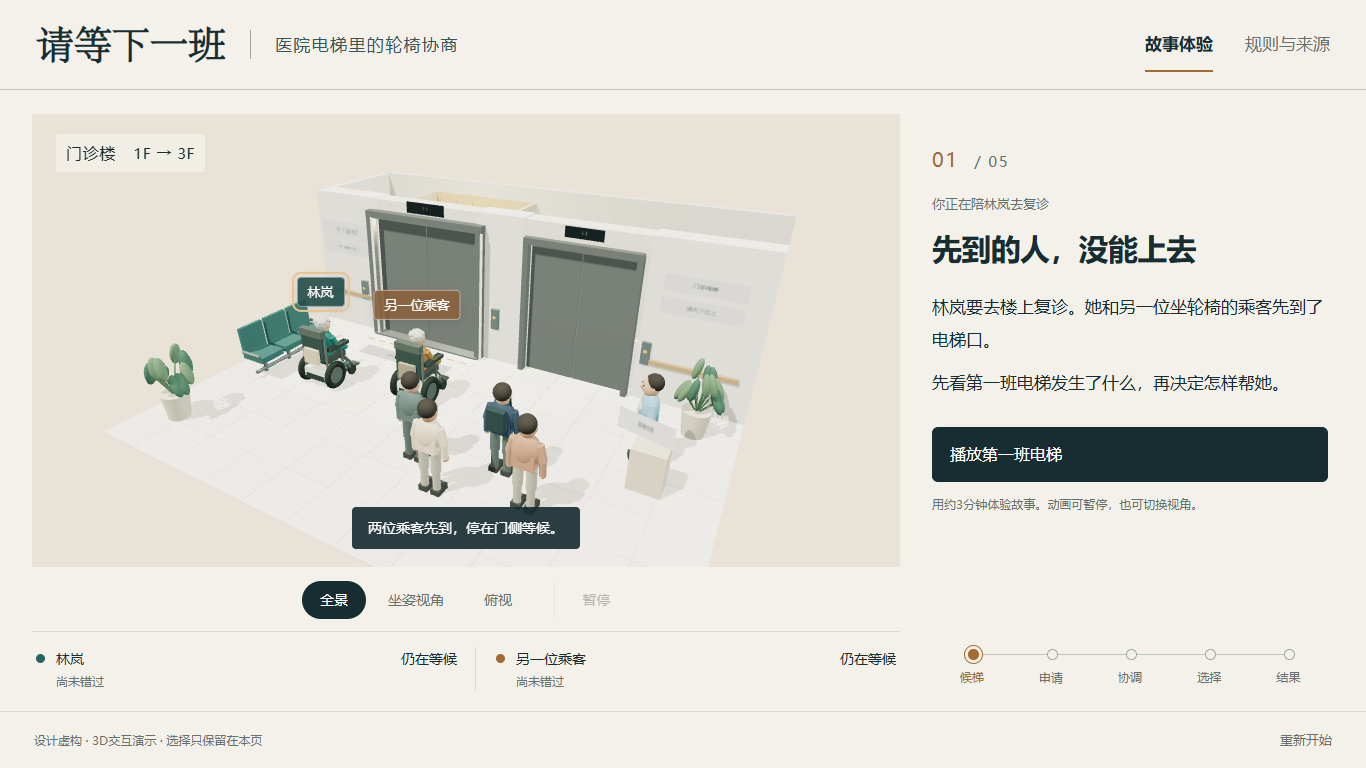 请等下一班
医院电梯里的轮椅协商
故事体验
规则与来源
门诊楼 1F → 3F
林岚
另一位乘客
两位乘客先到，停在门侧等候。
全景
坐姿视角
俯视
暂停
林岚
仍在等候
尚未错过
另一位乘客
仍在等候
尚未错过
01 / 05
你正在陪林岚去复诊
先到的人，没能上去
林岚要去楼上复诊。她和另一位坐轮椅的乘客先到了
电梯口。
先看第一班电梯发生了什么，再决定怎样帮她。
播放第一班电梯
用约3分钟体验故事。动画可暂停，也可切换视角。
候梯
申请
协调
选择
结果
设计虚构 · 3D交互演示 · 选择只保留在本页
重新开始